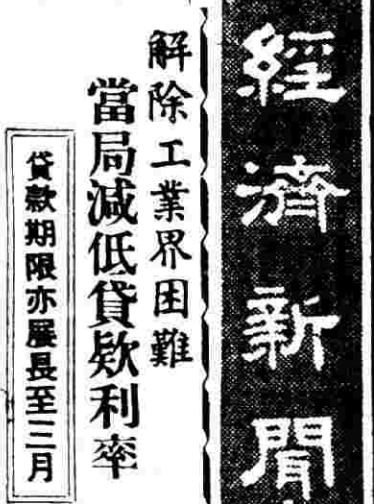 經濟新聞
解除工業界困難
當局減低貸欵利率
貸款期限亦展長至三月